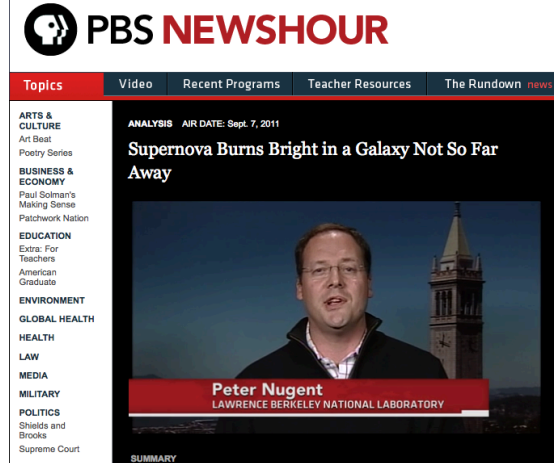 PBS NEWSHOUR
Topics
Video
Recent Programs
Teacher Resources
The Rundown news
ARTS &
CULTURE
Art Beat
Poetry Series
BUSINESS &
ECONOMY
Paul Solman's
Making Sense
Patchwork Nation
EDUCATION
Extra: For
Teachers
American
Graduate
ENVIRONMENT
GLOBAL HEALTH
HEALTH
LAW
MEDIA
MILITARY
POLITICS
Shields and
Brooks
Supreme Court
ANALYSIS AIR DATE: Sept. 7, 2011
Supernova Burns Bright in a Galaxy Not So Far
Away
Peter Nugent
LAWRENCE BERKELEY NATIONAL LABORATORY
SUMMARY